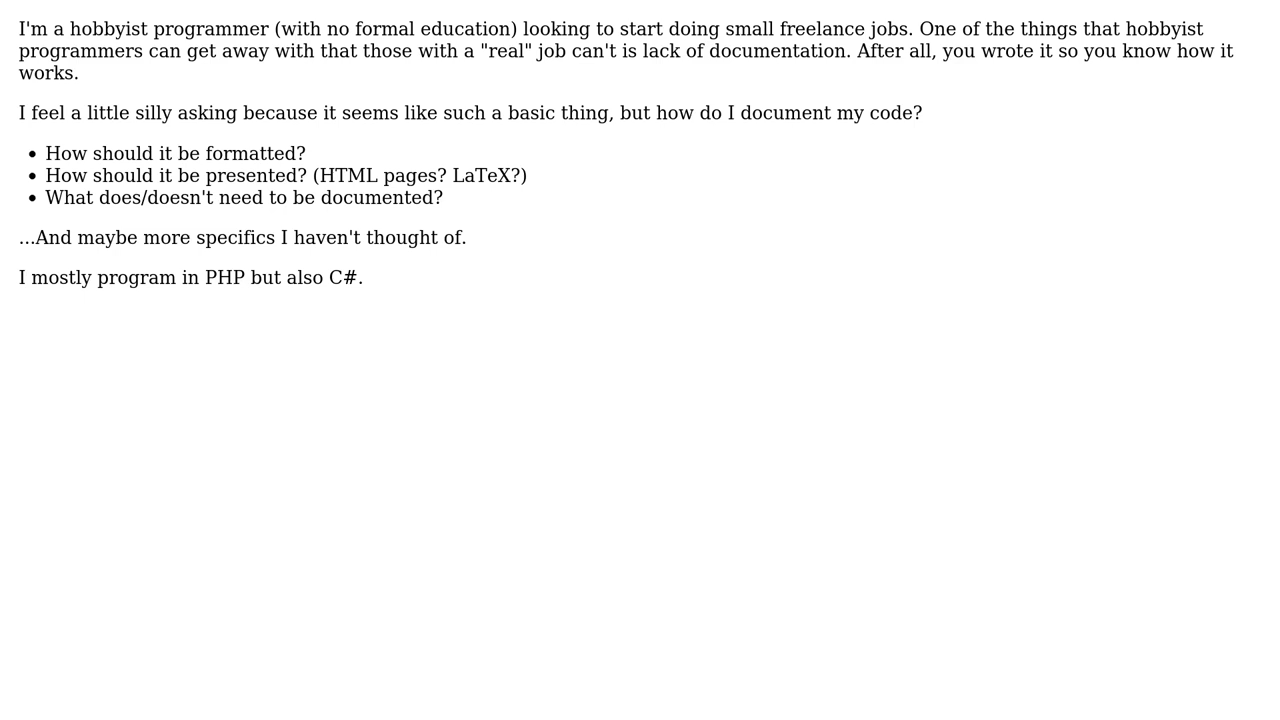 I'm a hobbyist programmer (with no formal education) looking to start doing small freelance jobs. One of the things that hobbyist
programmers can get away with that those with a "real" job can't is lack of documentation. After all, you wrote it so you know how it
works.
I feel a little silly asking because it seems like such a basic thing, but how do I document my code?
• How should it be formatted?
• How should it be presented? (HTML pages? LaTeX?)
• What does/doesn't need to be documented?
...And maybe more specifics I haven't thought of.
I mostly program in PHP but also C#.